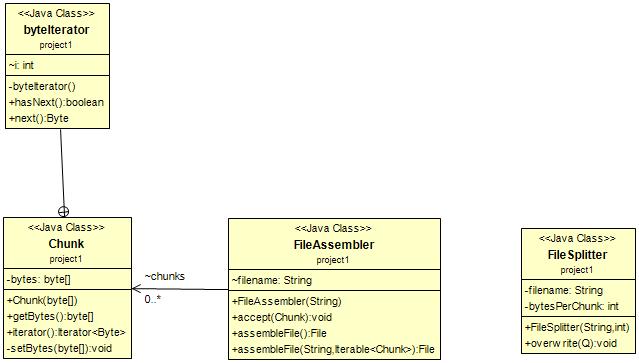 <<Java Class>>
byteIterator
project1
~i: int
-byteIterator()
+hasNext():boolean
+next():Byte
<<Java Class>>
Chunk
project1
-bytes: byte[]
+Chunk(byte[])
+getBytes():byte[]
+iterator():Iterator<Byte>
-setBytes(byte[]):void
~chunks
0..*
<<Java Class>>
FileAssembler
project1
~filename: String
+FileAssembler(String)
+accept(Chunk):void
+assembleFile():File
+assembleFile(String,Iterable<Chunk>):File
<<Java Class>>
FileSplitter
project1
-filename: String
-bytesPerChunk: int
+FileSplitter(String,int)
+overwrite(Q):void